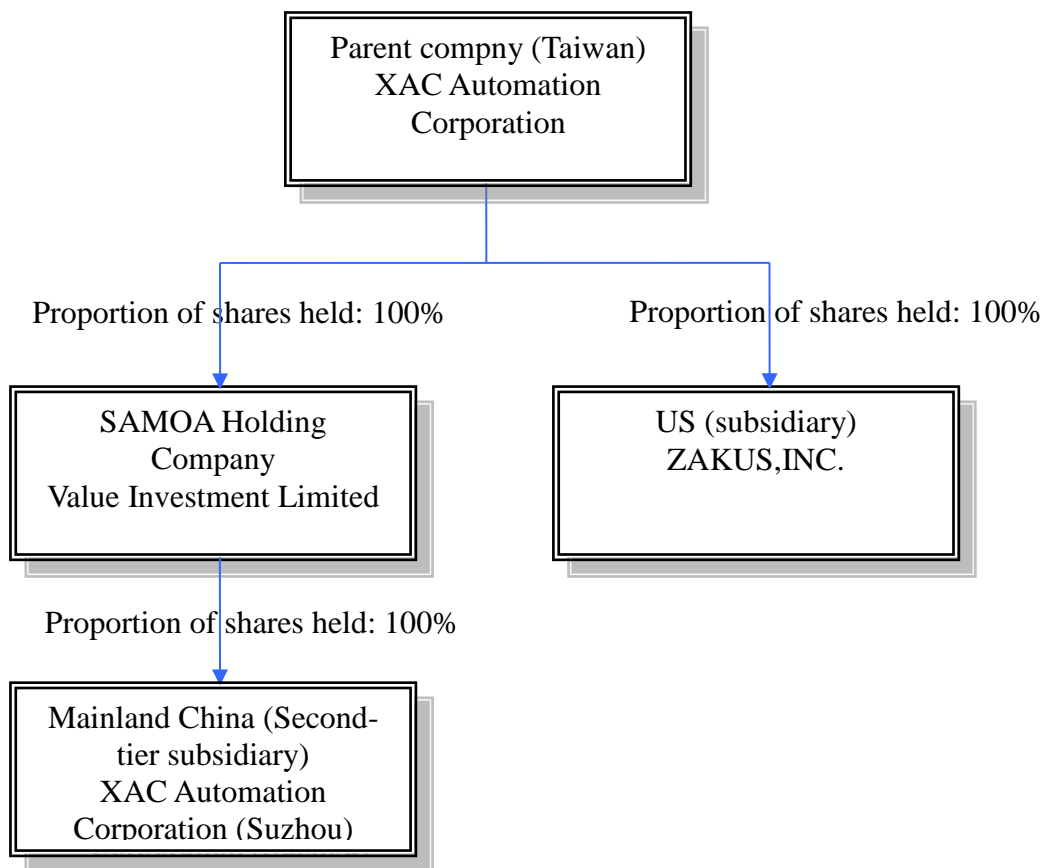 Parent compny (Taiwan)
XAC Automation
Corporation
Proportion of shares held: 100%
Proportion of shares held: 100%
SAMOA Holding
Company
Value Investment Limited
US (subsidiary)
ZAKUS,INC.
Proportion of shares held: 100%
Mainland China (Second-
tier subsidiary)
XAC Automation
Corporation (Suzhou)